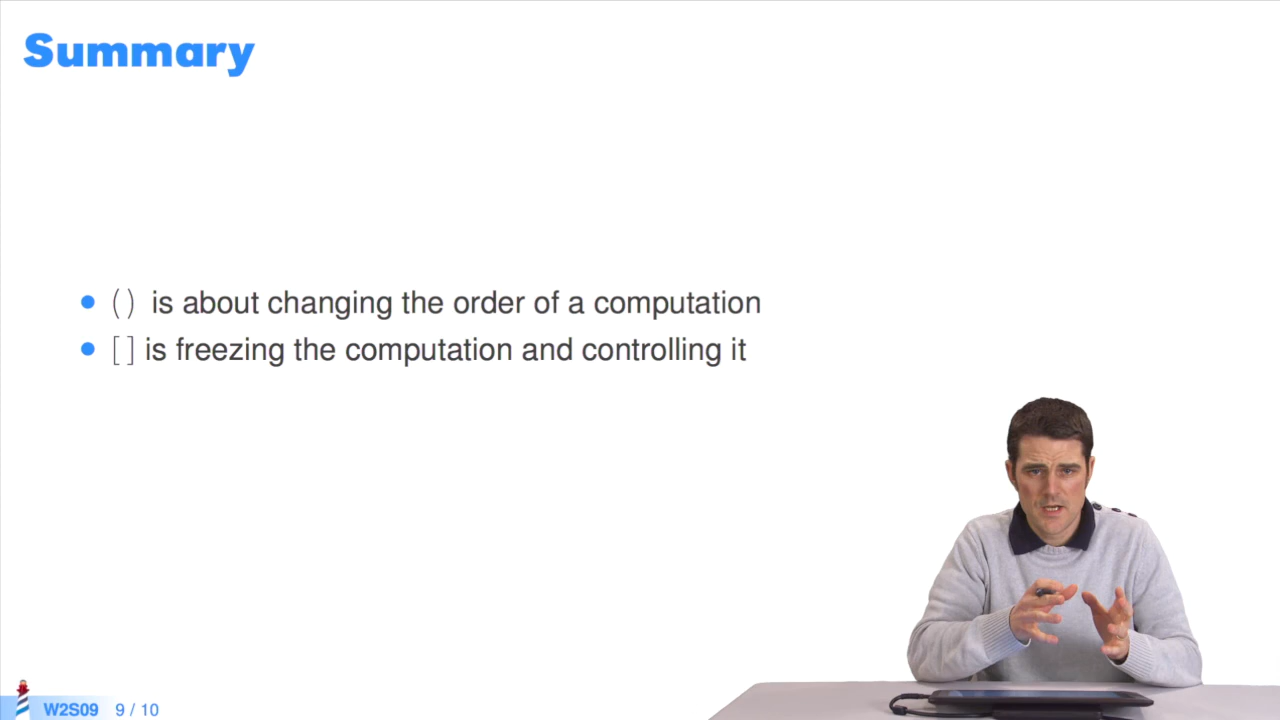 Summary
• () is about changing the order of a computation
• [] is freezing the computation and controlling it
W2S09 9 / 10